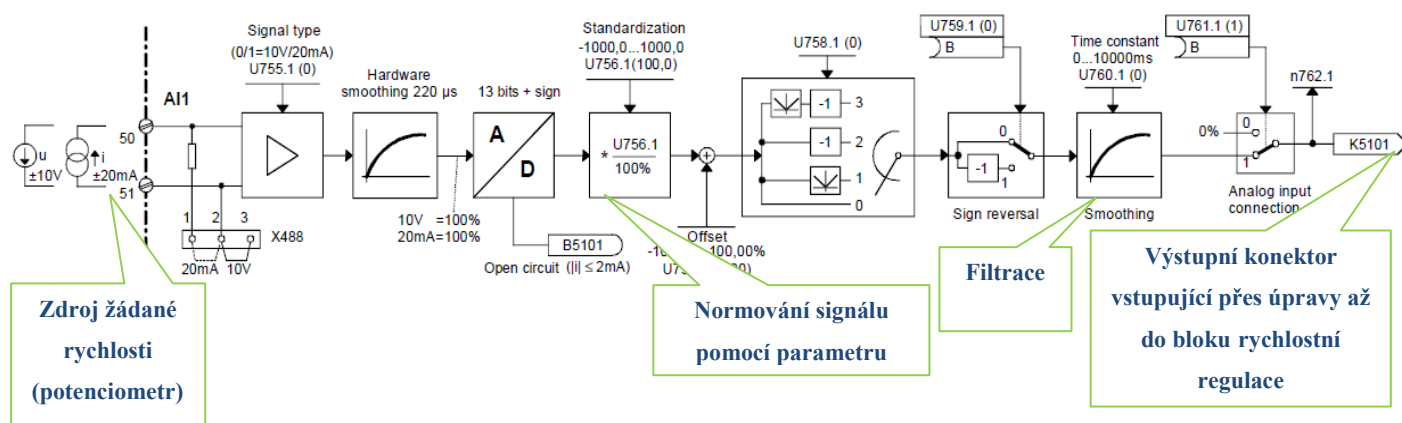 Signal type
(0/1=10V/20mA)
U755.1 (0)
Hardware
smoothing 220 µs
13 bits + sign
Standardization
-1000,0...1000,0
U756.1(100,0)
U758.1 (0)
U759.1 (0)
B
Time constant
0...10000ms
U760.1 (0)
U761.1 (1)
B
n762.1
AI1
50
51
u
±10V
i
±20mA
1
2
3
X488
20mA
10V
A
D
10V =100%
20mA=100%
B5101
Open circuit (|i| ≤ 2mA)
* U756.1
100%
Offset
100,00%
-1
3
-1
2
1
0
0
-1
1
Sign reversal
Smoothing
0%
0
1
K5101
Analog input
connection
Zdroj žádané
rychlosti
(potenciometr)
Normování signálu
pomocí parametru
Filtrace
Výstupní konektor
vstupující přes úpravy až
do bloku rychlostní
regulace